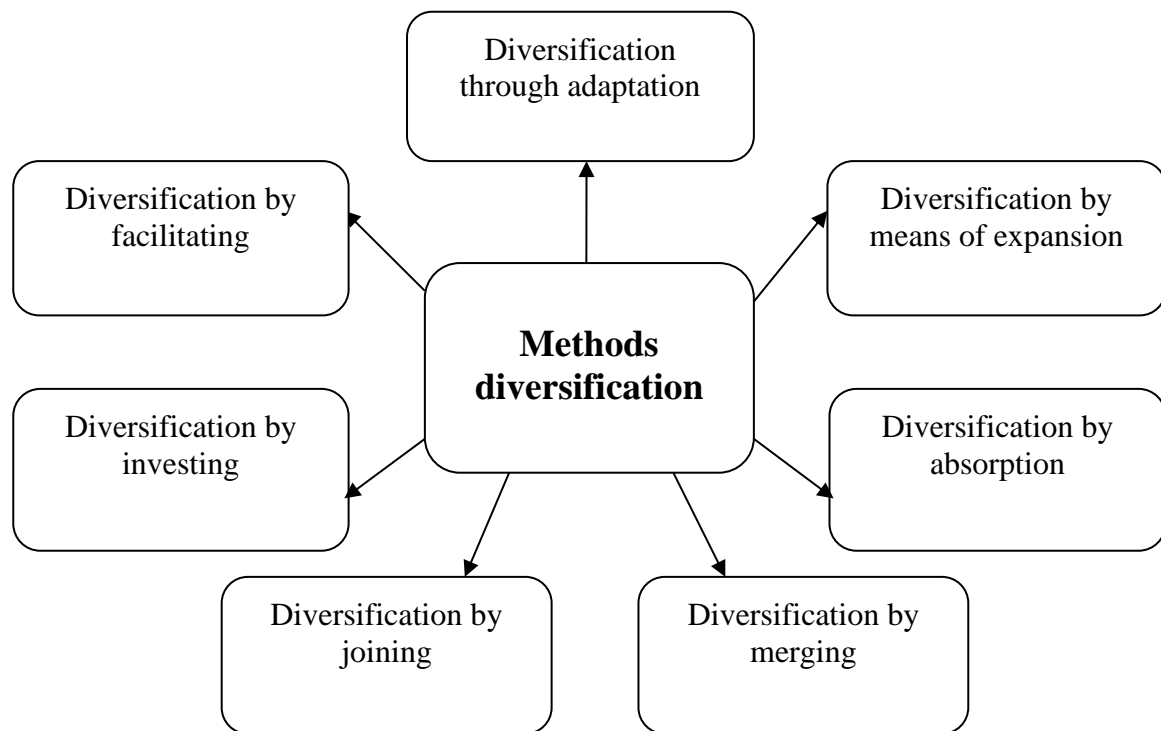 Diversification
through adaptation
Diversification by
facilitating
Diversification by
means of expansion
Methods
diversification
Diversification by
investing
Diversification by
absorption
Diversification by
joining
Diversification by
merging